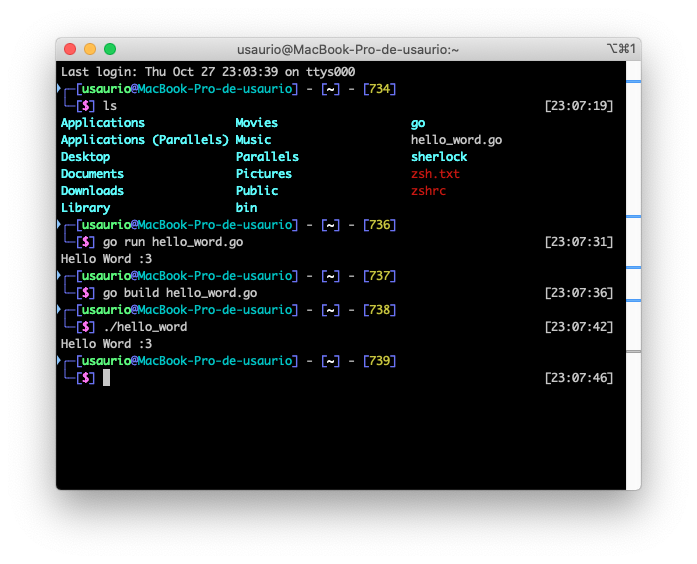 usaurio@MacBook-Pro-de-usaurio:~ ⌥⌘1
Last login: Thu Oct 27 23:03:39 on ttys000
┌─[usaurio@MacBook-Pro-de-usaurio] - [~] - [734]
└─[$] ls [23:07:19]
Applications Movies go
Applications (Parallels) Music hello_word.go
Desktop Parallels sherlock
Documents Pictures zsh.txt
Downloads Public zshrc
Library bin
┌─[usaurio@MacBook-Pro-de-usaurio] - [~] - [736]
└─[$] go run hello_word.go [23:07:31]
Hello Word :3
┌─[usaurio@MacBook-Pro-de-usaurio] - [~] - [737]
└─[$] go build hello_word.go [23:07:36]
┌─[usaurio@MacBook-Pro-de-usaurio] - [~] - [738]
└─[$] ./hello_word [23:07:42]
Hello Word :3
┌─[usaurio@MacBook-Pro-de-usaurio] - [~] - [739]
└─[$] [23:07:46]